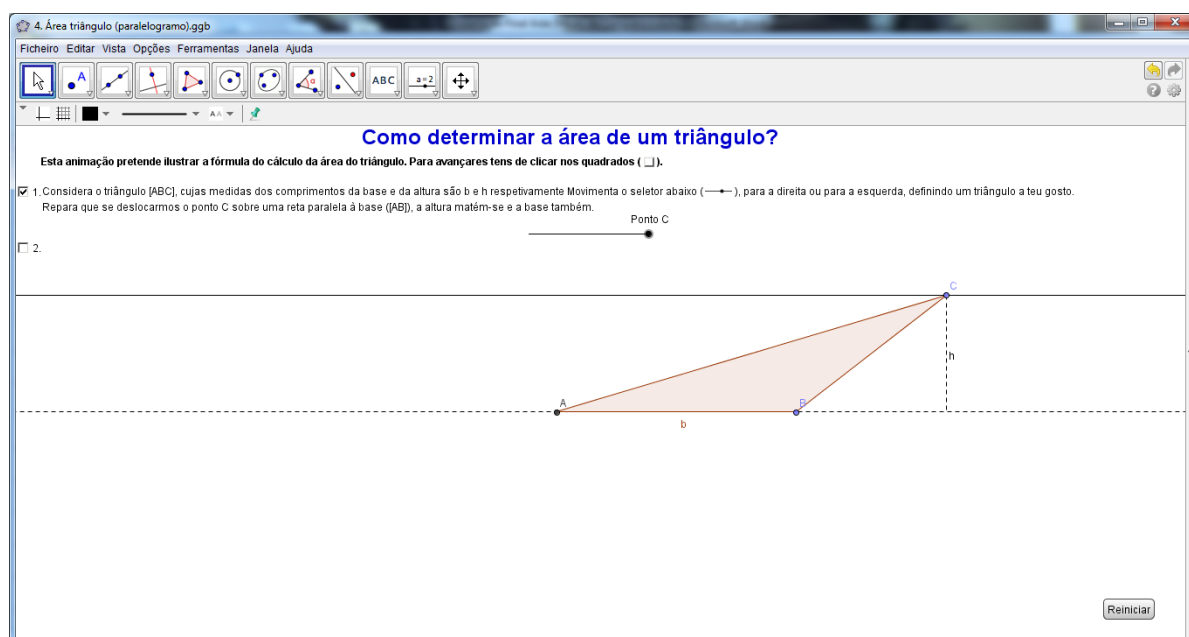 4. Área triângulo (paralelogramo).ggb
Ficheiro Editar Vista Opções Ferramentas Janela Ajuda
A ABC a=2
A A
Como determinar a área de um triângulo?
Esta animação pretende ilustrar a fórmula do cálculo da área do triângulo. Para avançares tens de clicar nos quadrados ( ).
1. Considera o triângulo [ABC], cujas medidas dos comprimentos da base e da altura são b e h respetivamente Movimenta o seletor abaixo ( ), para a direita ou para a esquerda, definindo um triângulo a teu gosto.
Repara que se deslocarmos o ponto C sobre uma reta paralela à base ([AB]), a altura matém-se e a base também.
Ponto C
2.
C
h
A
B
b
Reiniciar